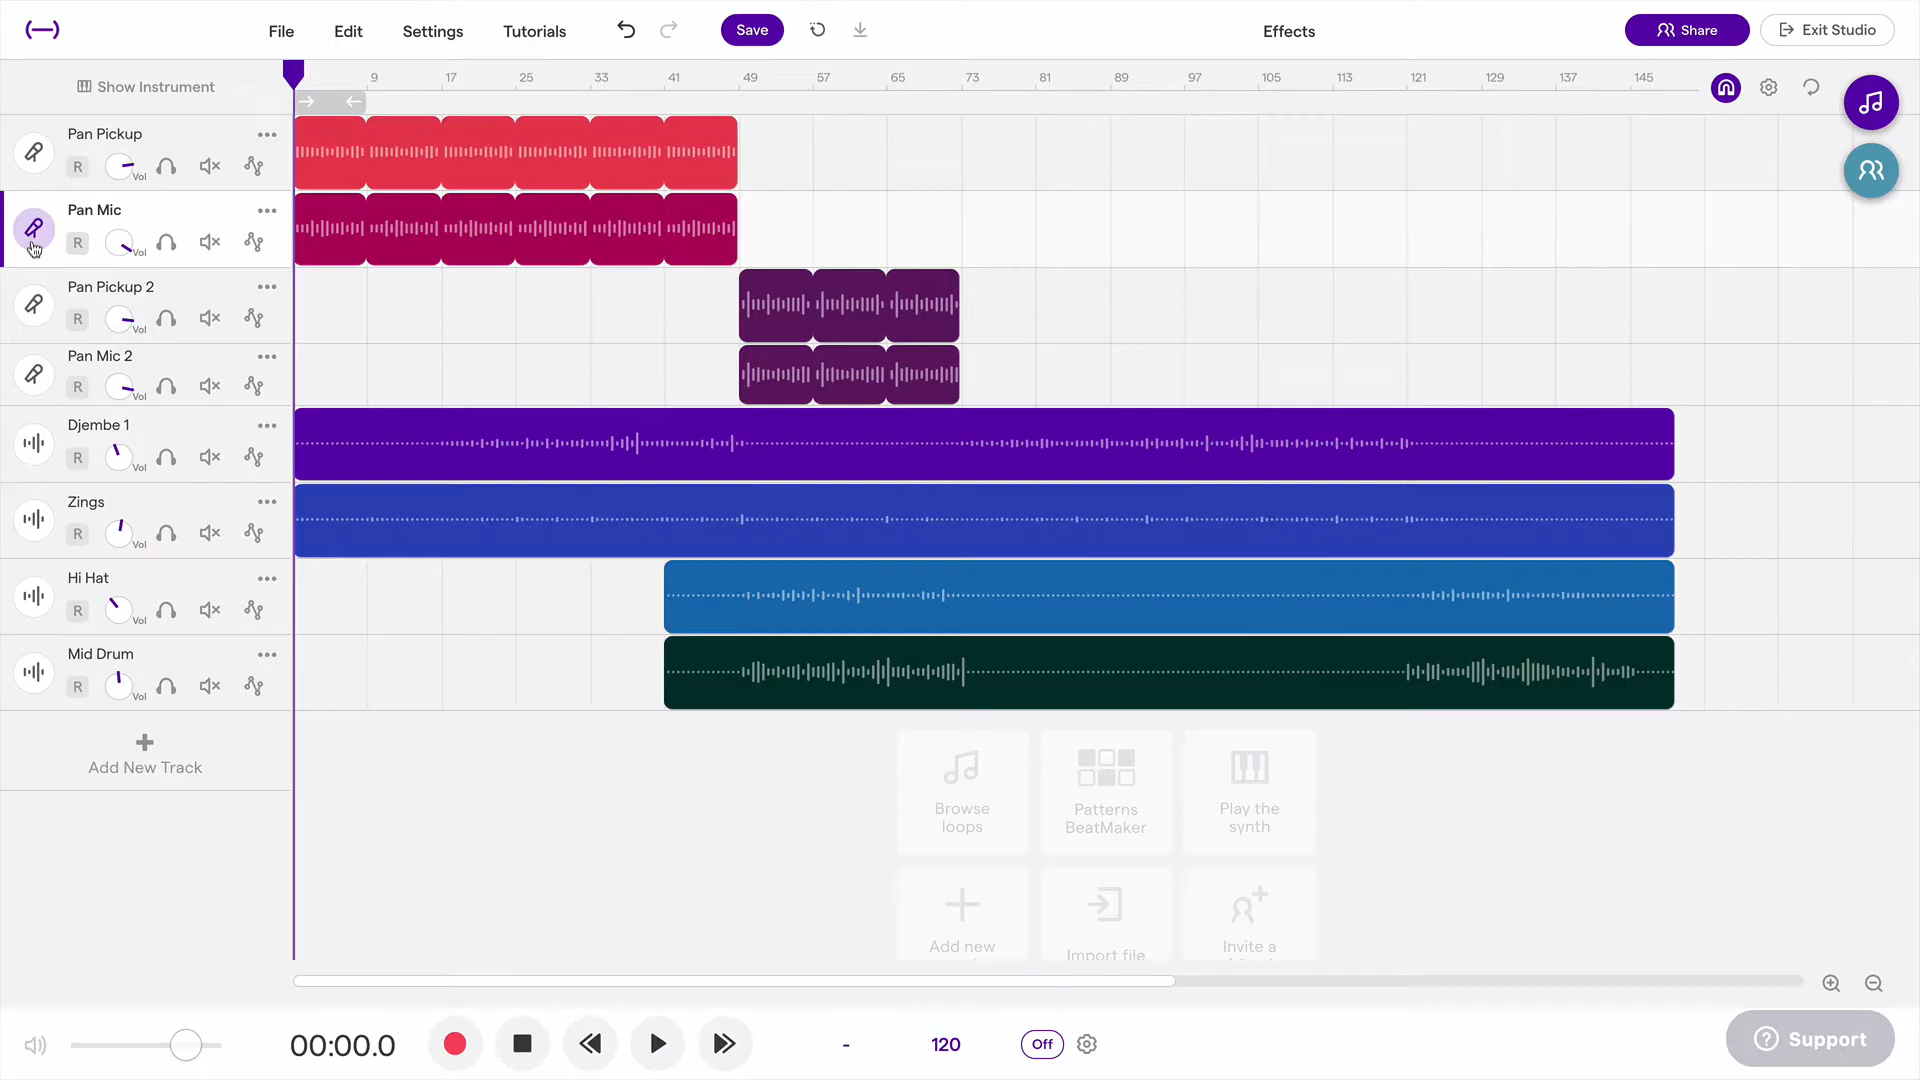 File
Edit
Settings
Tutorials
Save
Effects
Share
Exit Studio
Show Instrument
9 17 25 33 41 49 57 65 73 81 89 97 105 113 121 129 137 145
Pan Pickup
R
Vol
Pan Mic
R
Vol
Pan Pickup 2
R
Vol
Pan Mic 2
R
Vol
Djembe 1
R
Vol
Zings
R
Vol
Hi Hat
R
Vol
Mid Drum
R
Vol
Add New Track
Browse
loops
Patterns
BeatMaker
Play the
synth
Add new
Import file
Invite a
00:00.0
-
120
Off
Support